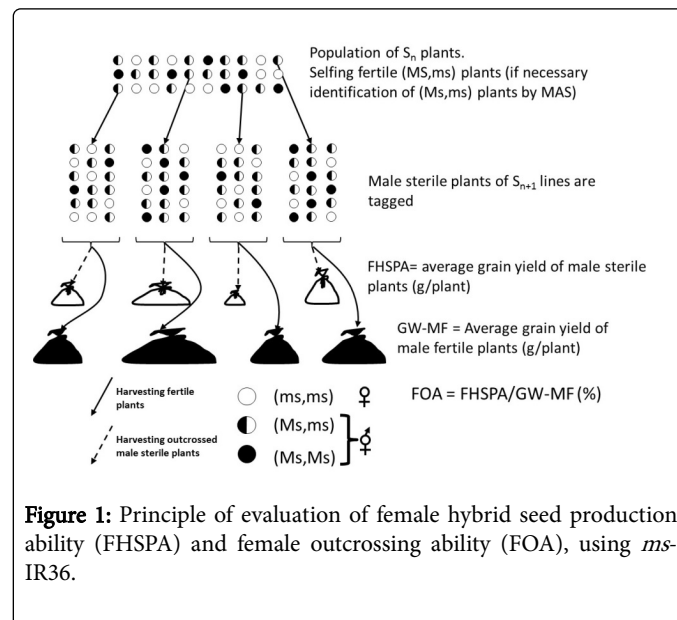 Population of Sn plants.
Selfing fertile (MS,ms) plants (if necessary
identification of (Ms,ms) plants by MAS)
Male sterile plants of Sn+1 lines are
tagged
FHSPA= average grain yield of male sterile
plants (g/plant)
GW-MF = Average grain yield of
male fertile plants (g/plant)
Harvesting fertile
plants
Harvesting outcrossed
male sterile plants
(ms,ms) ♀
(Ms,ms)
(Ms,Ms)
⚥
FOA = FHSPA/GW-MF (%)
Figure 1: Principle of evaluation of female hybrid seed production
ability (FHSPA) and female outcrossing ability (FOA), using ms-
IR36.